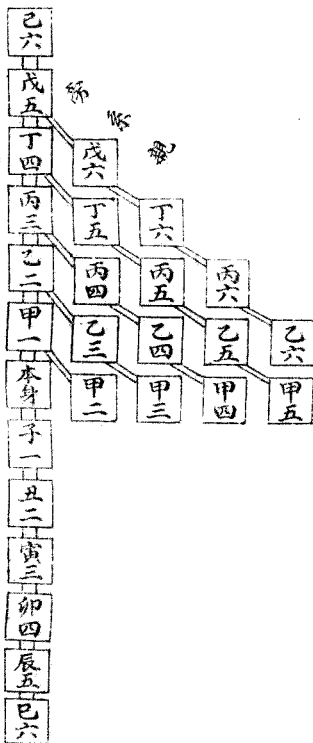 己六
戊五
丁四
丙三
乙二
甲一
本身
子一
丑二
寅三
卯四
辰五
巳六
戊六
丁五
丙四
乙三
甲二
丁六
丙五
乙四
甲三
丙六
乙五
甲四
乙六
甲五